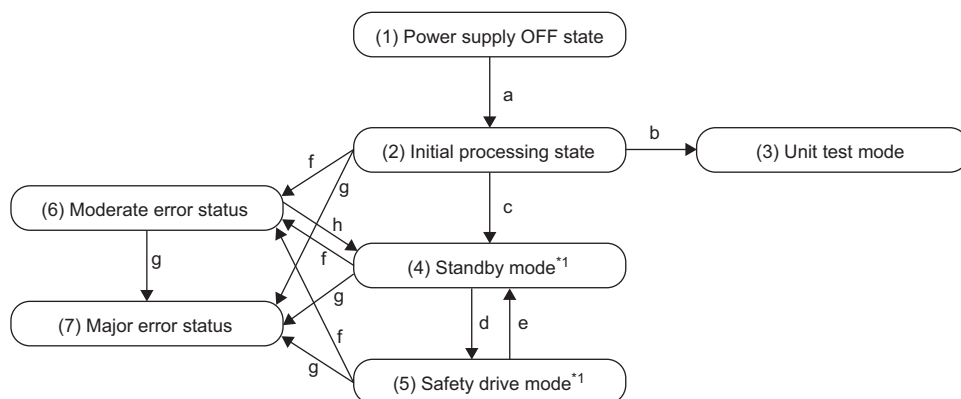 (1) Power supply OFF state
a
(2) Initial processing state
b
(3) Unit test mode
f
g
c
(6) Moderate error status
h
f
(4) Standby mode*1
g
g
(7) Major error status
d
e
f
g
(5) Safety drive mode*1